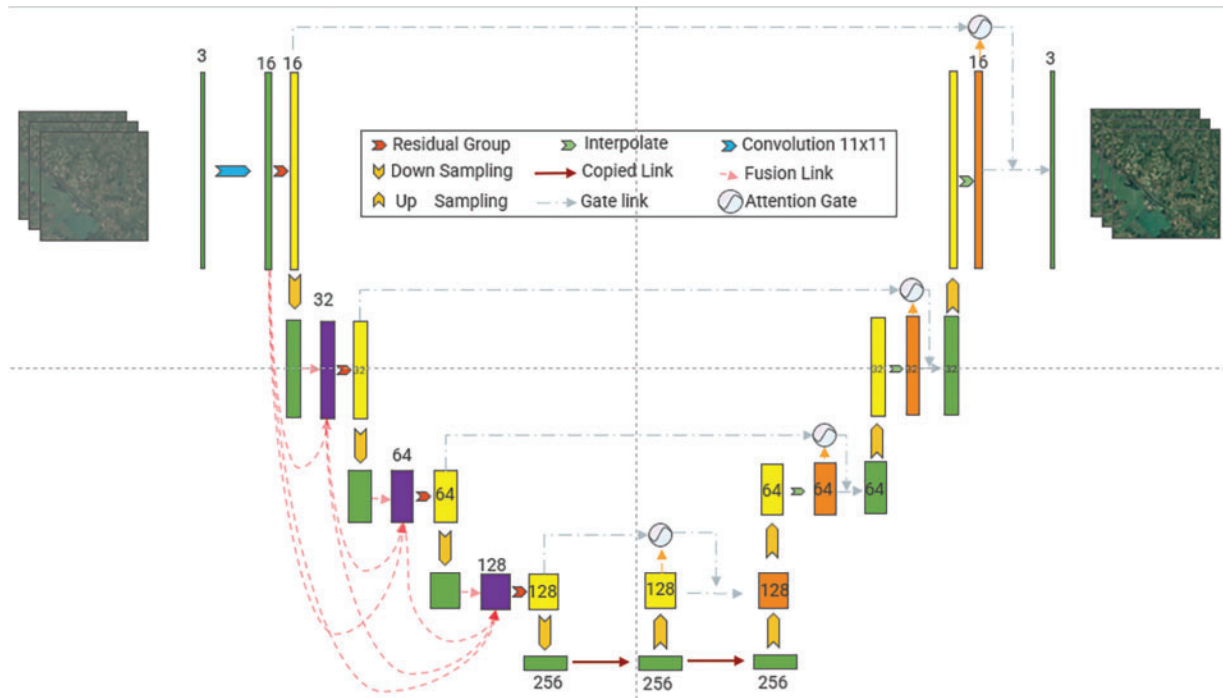 3
16
16
16
3
Residual Group
Interpolate
Convolution 11x11
Down Sampling
Copied Link
Fusion Link
Up Sampling
Gate link
Attention Gate
32
32
32
32
32
64
64
64
64
64
128
128
128
128
256
256
256